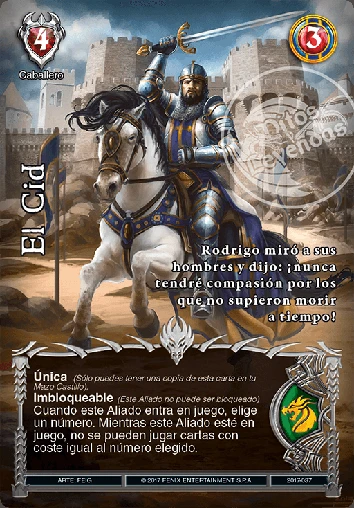 4
3
Caballero
Mitos y Leyendas
El Cid
Rodrigo miró a sus
hombres y dijo: ¡nunca
tendré compasión por los
que no supieron morir
a tiempo!
Única (Sólo puedes tener una copia de esta carta en tu
Mazo Castillo).
Imbloqueable (Este Aliado no puede ser bloqueado)
Cuando este Aliado entra en juego, elige
un número. Mientras este Aliado esté en
juego, no se pueden jugar cartas con
coste igual al número elegido.
ARTE: FEIG
© 2017 FENIX ENTERTAINMENT S.P.A